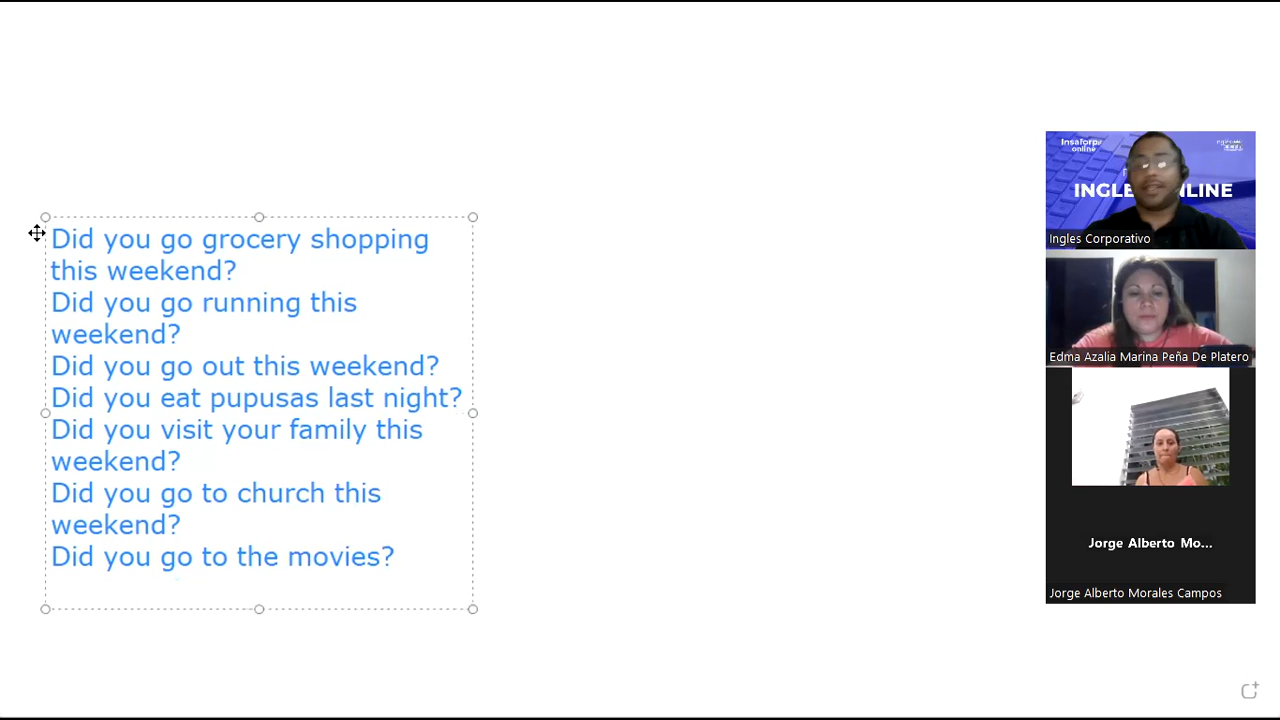 Did you go grocery shopping
this weekend?
Did you go running this
weekend?
Did you go out this weekend?
Did you eat pupusas last night?
Did you visit your family this
weekend?
Did you go to church this
weekend?
Did you go to the movies?
Insaforp
online
INGLE
NLINE
Ingles Corporativo
Edma Azalia Marina Peña De Platero
Jorge Alberto Mo...
Jorge Alberto Morales Campos